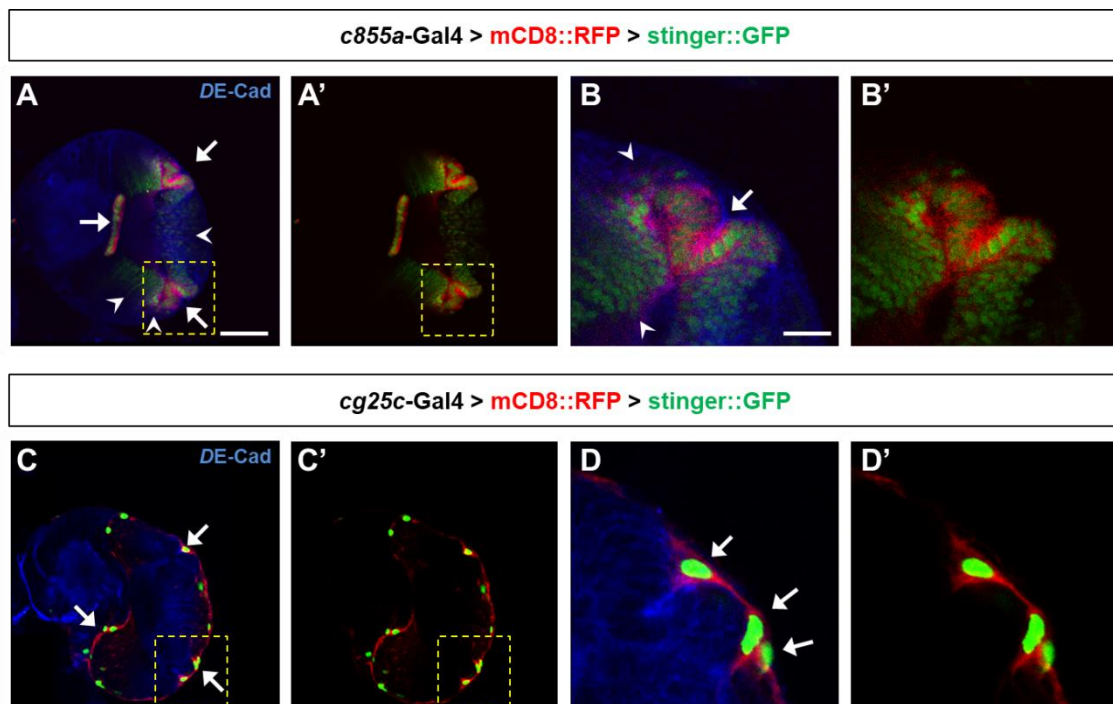 c855a-Gal4 > mCD8::RFP > stinger::GFP
A DE-Cad A’ B B’
cg25c-Gal4 > mCD8::RFP > stinger::GFP
C DE-Cad C’ D D’